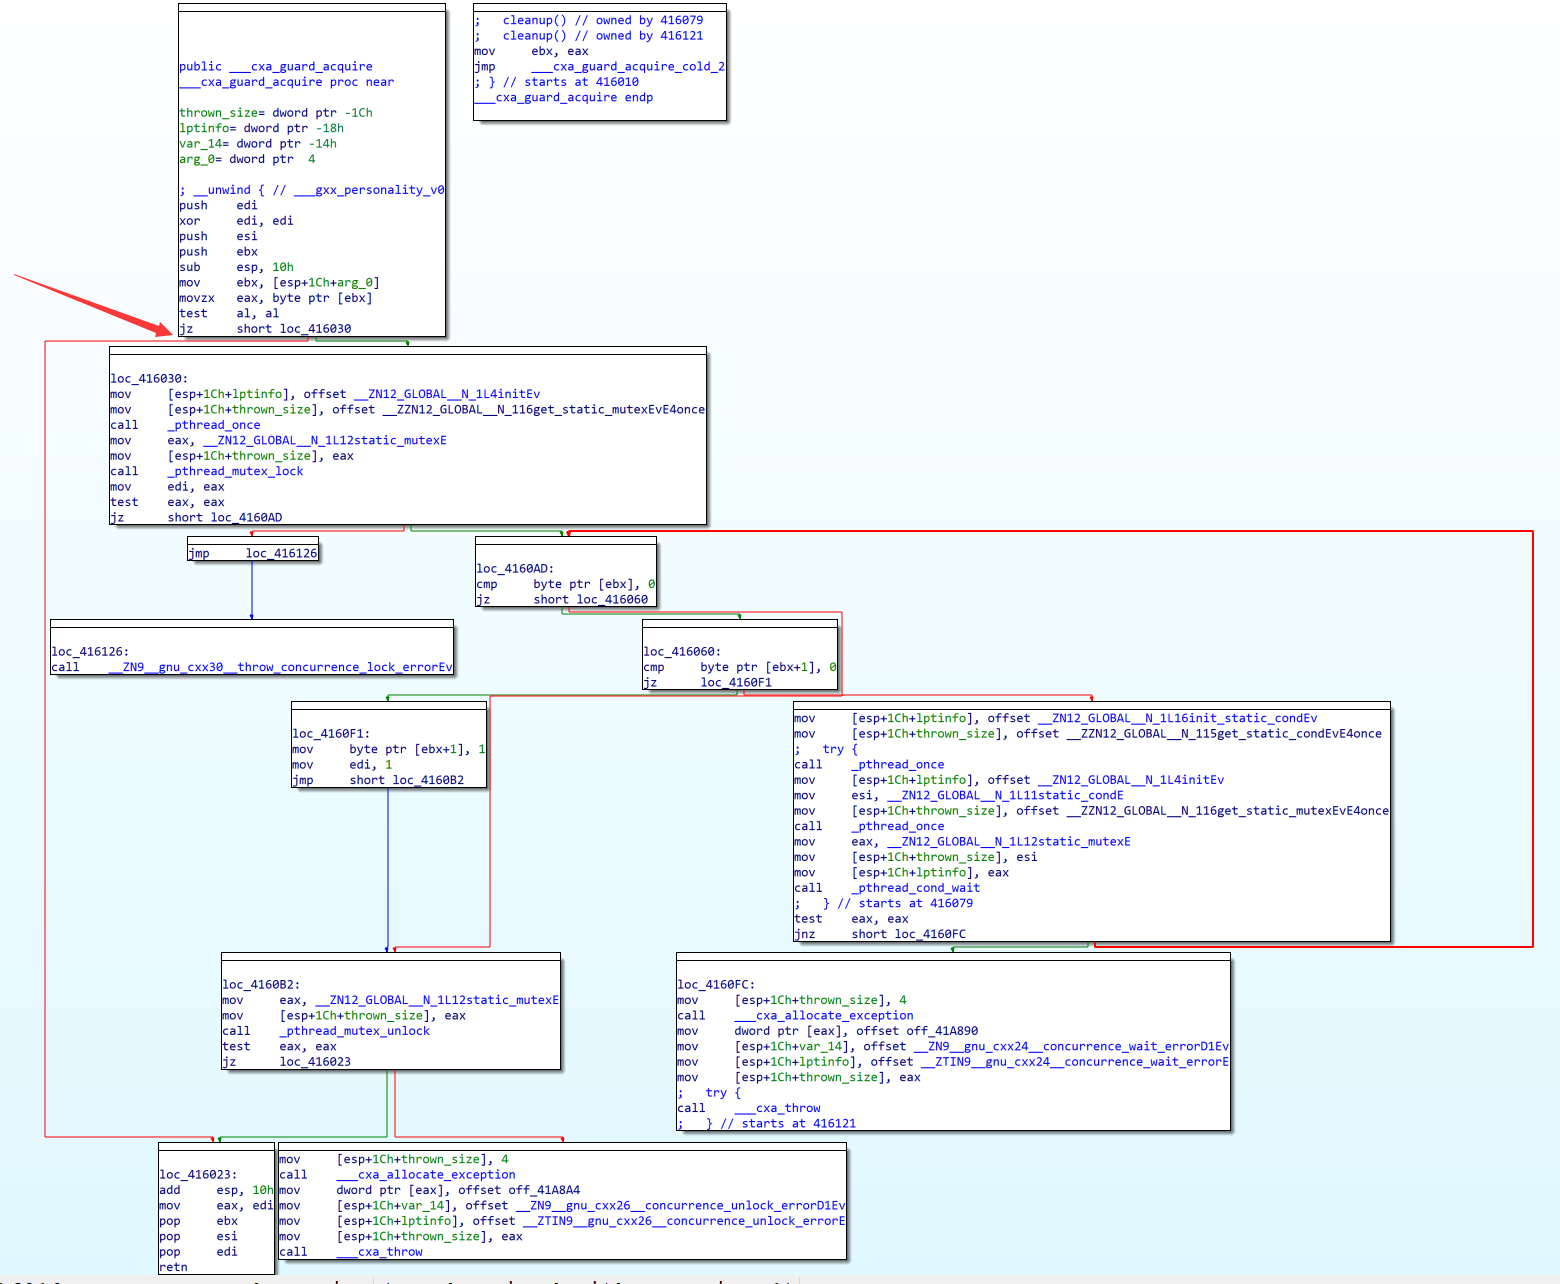 public ___cxa_guard_acquire
___cxa_guard_acquire proc near
thrown_size= dword ptr -1Ch
lptinfo= dword ptr -18h
var_14= dword ptr -14h
arg_0= dword ptr  4
; __unwind { // ___gxx_personality_v0
push    edi
xor     edi, edi
push    esi
push    ebx
sub     esp, 10h
mov     ebx, [esp+1Ch+arg_0]
movzx   eax, byte ptr [ebx]
test    al, al
jz      short loc_416030
;   cleanup() // owned by 416079
;   cleanup() // owned by 416121
mov     ebx, eax
jmp     ___cxa_guard_acquire_cold_2
; } // starts at 416010
___cxa_guard_acquire endp
loc_416030:
mov     [esp+1Ch+lptinfo], offset __ZN12_GLOBAL__N_1L4initEv
mov     [esp+1Ch+thrown_size], offset __ZZN12_GLOBAL__N_116get_static_mutexEvE4once
call    _pthread_once
mov     eax, __ZN12_GLOBAL__N_1L12static_mutexE
mov     [esp+1Ch+thrown_size], eax
call    _pthread_mutex_lock
mov     edi, eax
test    eax, eax
jz      short loc_4160AD
jmp     loc_416126
loc_4160AD:
cmp     byte ptr [ebx], 0
jz      short loc_416060
loc_416126:
call    __ZN9__gnu_cxx30__throw_concurrence_lock_errorEv
loc_416060:
cmp     byte ptr [ebx+1], 0
jz      loc_4160F1
loc_4160F1:
mov     byte ptr [ebx+1], 1
mov     edi, 1
jmp     short loc_4160B2
mov     [esp+1Ch+lptinfo], offset __ZN12_GLOBAL__N_1L16init_static_condEv
mov     [esp+1Ch+thrown_size], offset __ZZN12_GLOBAL__N_115get_static_condEvE4once
;   try {
call    _pthread_once
mov     [esp+1Ch+lptinfo], offset __ZN12_GLOBAL__N_1L4initEv
mov     esi, __ZN12_GLOBAL__N_1L11static_condE
mov     [esp+1Ch+thrown_size], offset __ZZN12_GLOBAL__N_116get_static_mutexEvE4once
call    _pthread_once
mov     eax, __ZN12_GLOBAL__N_1L12static_mutexE
mov     [esp+1Ch+thrown_size], esi
mov     [esp+1Ch+lptinfo], eax
call    _pthread_cond_wait
;   } // starts at 416079
test    eax, eax
jnz     short loc_4160FC
loc_4160B2:
mov     eax, __ZN12_GLOBAL__N_1L12static_mutexE
mov     [esp+1Ch+thrown_size], eax
call    _pthread_mutex_unlock
test    eax, eax
jz      loc_416023
loc_4160FC:
mov     [esp+1Ch+thrown_size], 4
call    ___cxa_allocate_exception
mov     dword ptr [eax], offset off_41A890
mov     [esp+1Ch+var_14], offset __ZN9__gnu_cxx24__concurrence_wait_errorD1Ev
mov     [esp+1Ch+lptinfo], offset __ZTIN9__gnu_cxx24__concurrence_wait_errorE
mov     [esp+1Ch+thrown_size], eax
;   try {
call    ___cxa_throw
;   } // starts at 416121
loc_416023:
add     esp, 10h
mov     eax, edi
pop     ebx
pop     esi
pop     edi
retn
mov     [esp+1Ch+thrown_size], 4
call    ___cxa_allocate_exception
mov     dword ptr [eax], offset off_41A8A4
mov     [esp+1Ch+var_14], offset __ZN9__gnu_cxx26__concurrence_unlock_errorD1Ev
mov     [esp+1Ch+lptinfo], offset __ZTIN9__gnu_cxx26__concurrence_unlock_errorE
mov     [esp+1Ch+thrown_size], eax
call    ___cxa_throw